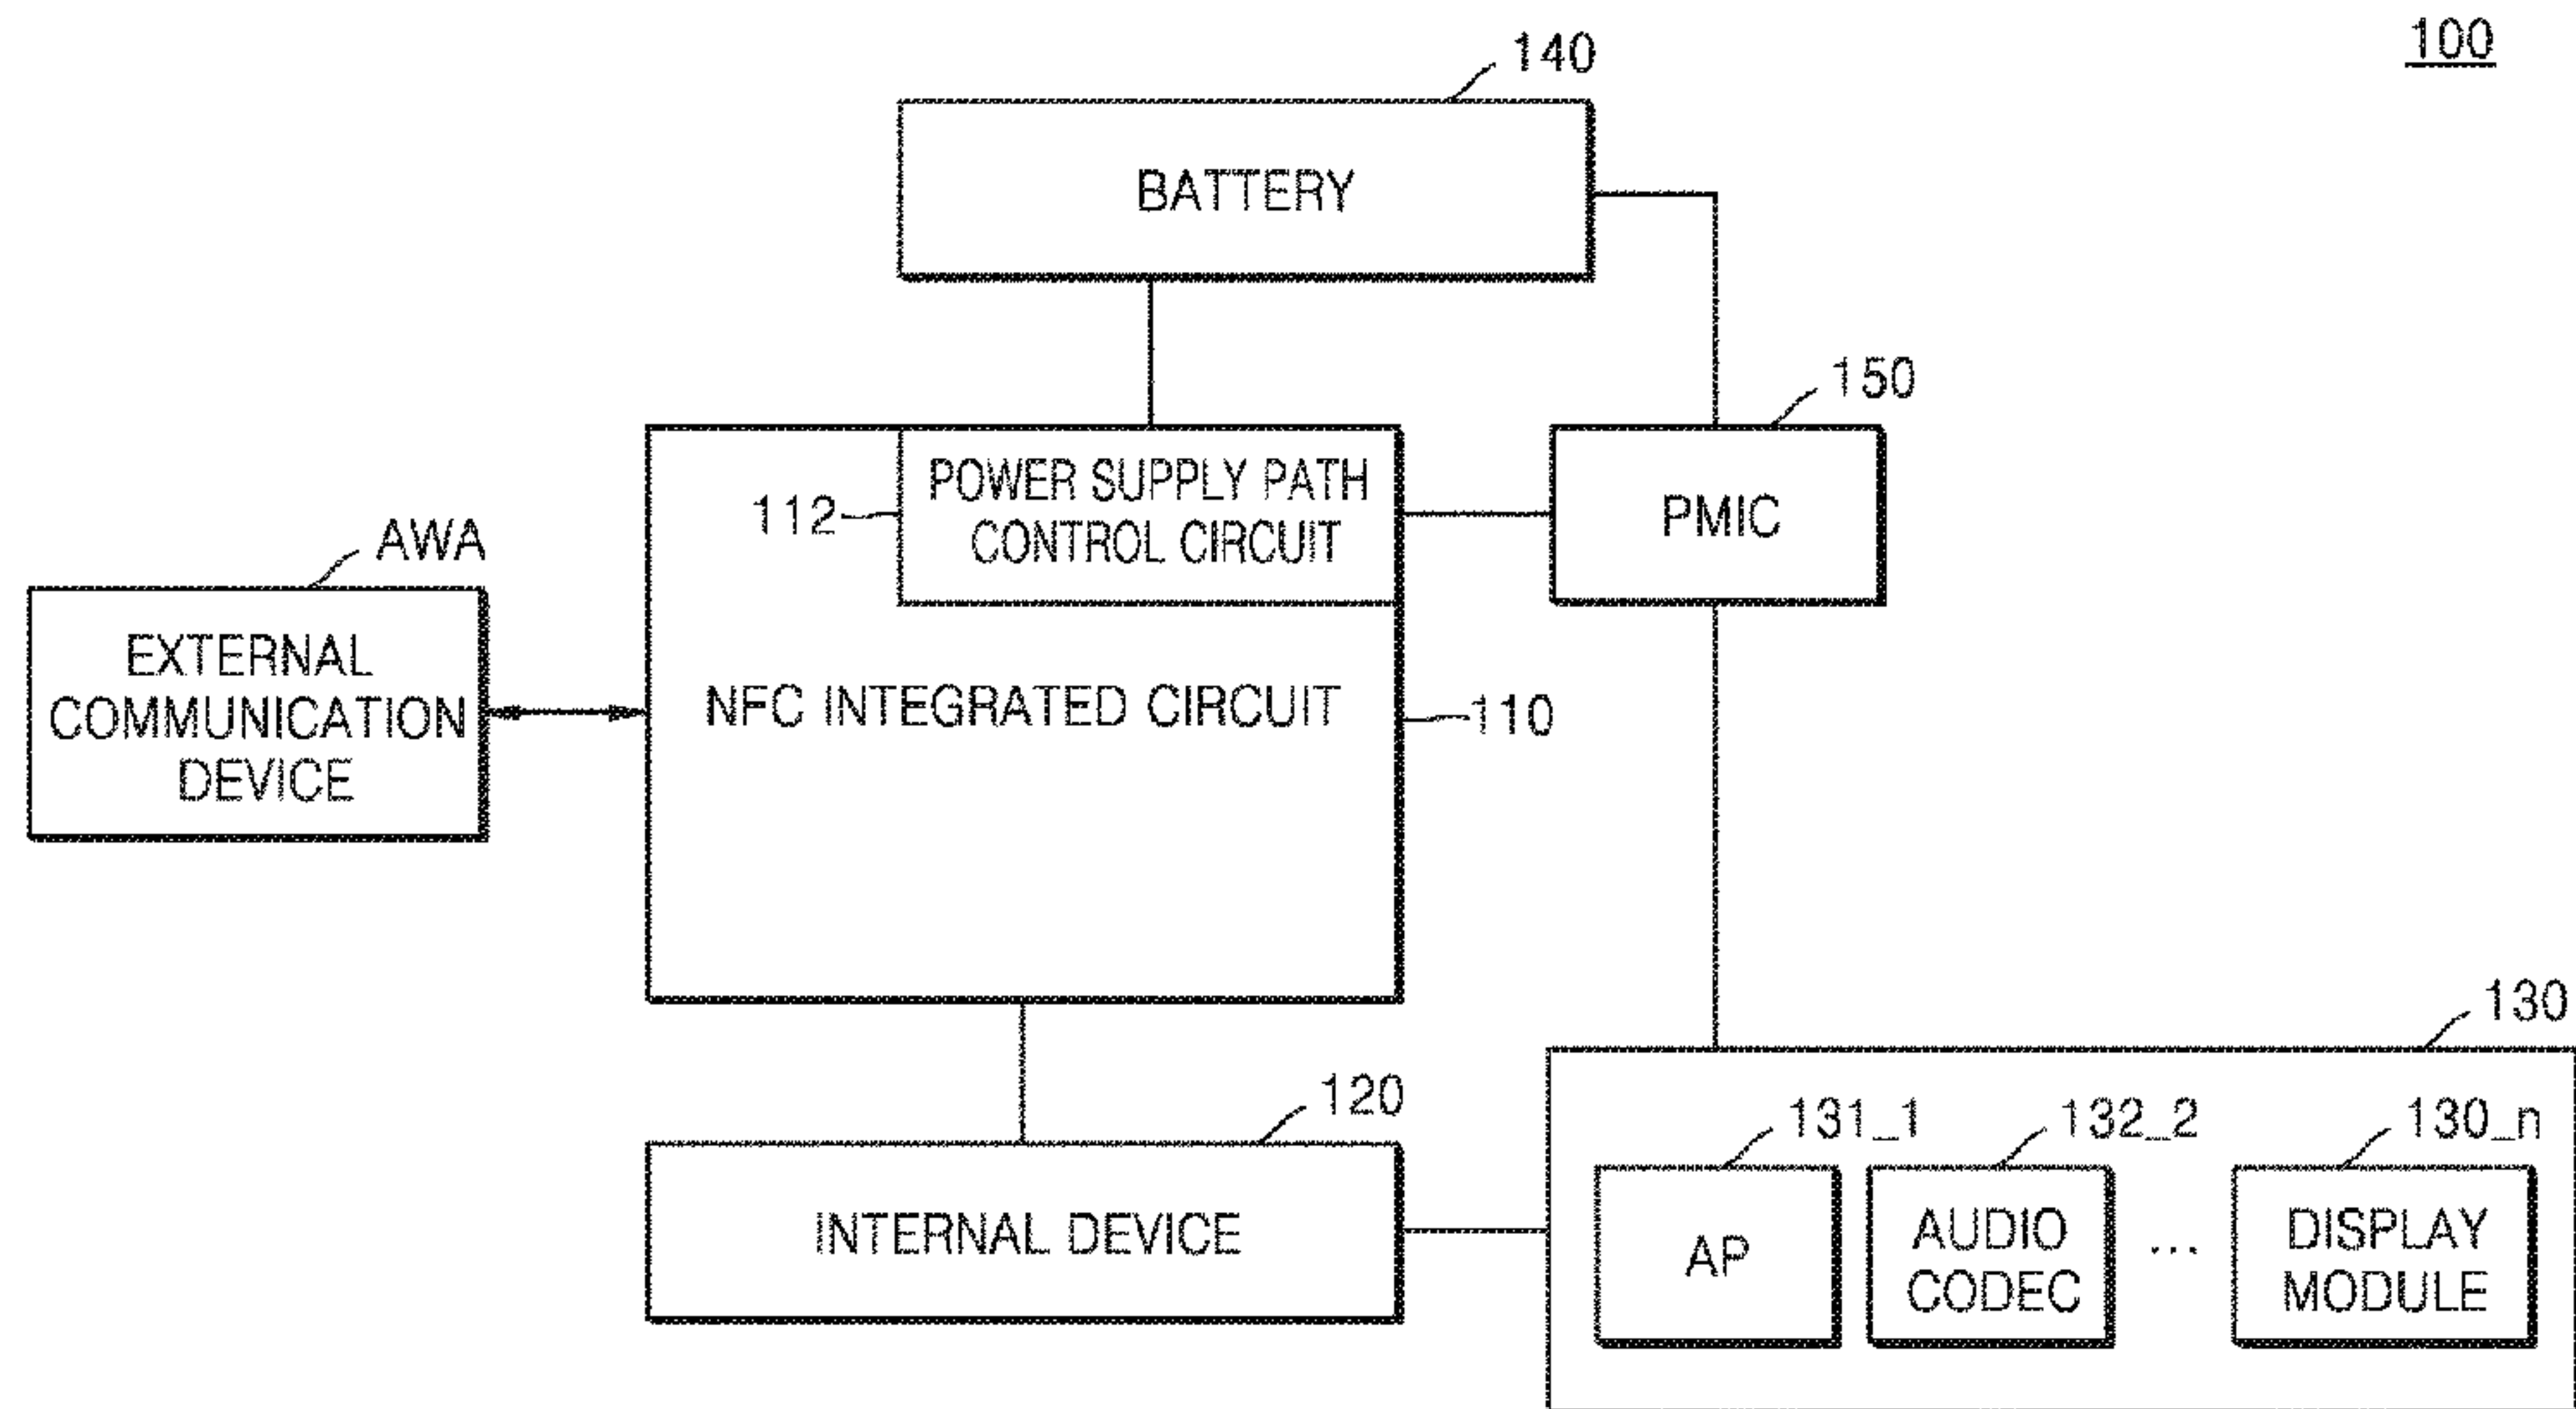 100
140
BATTERY
150
POWER SUPPLY PATH
CONTROL CIRCUIT
112
PMIC
AWA
EXTERNAL
COMMUNICATION
DEVICE
NFC INTEGRATED CIRCUIT
110
130
120
INTERNAL DEVICE
131_1
132_2
130_n
AP
AUDIO
CODEC
...
DISPLAY
MODULE